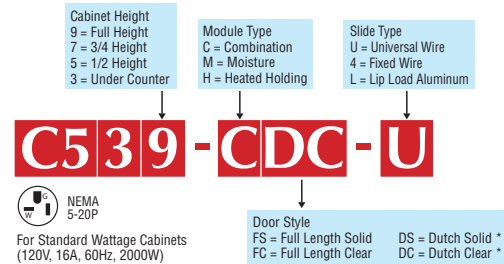 Cabinet Height
9 = Full Height
7 = 3/4 Height
5 = 1/2 Height
3 = Under Counter
Module Type
C = Combination
M = Moisture
H = Heated Holding
Slide Type
U = Universal Wire
4 = Fixed Wire
L = Lip Load Aluminum
C539-CDC-U
G
W
NEMA
5-20P
For Standard Wattage Cabinets
(120V, 16A, 60Hz, 2000W)
Door Style
FS = Full Length Solid DS = Dutch Solid *
FC = Full Length Clear DC = Dutch Clear *